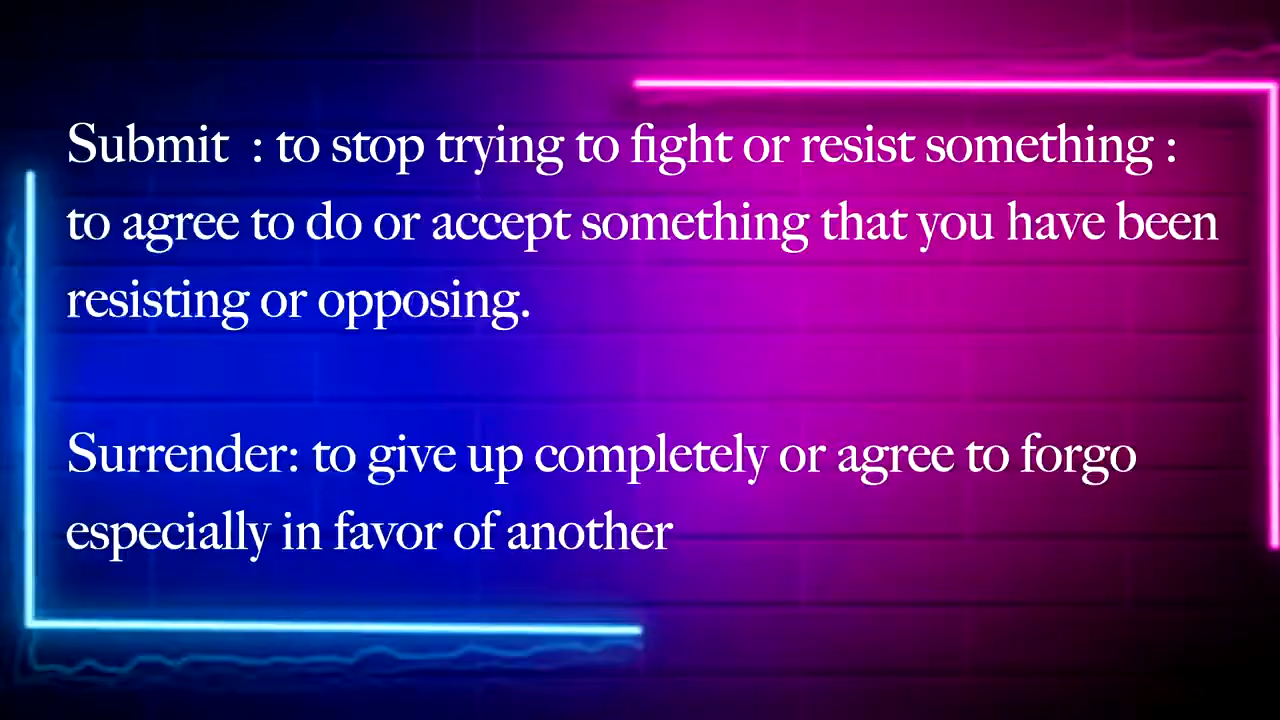 Submit  : to stop trying to fight or resist something :
to agree to do or accept something that you have been
resisting or opposing.
Surrender: to give up completely or agree to forgo
especially in favor of another